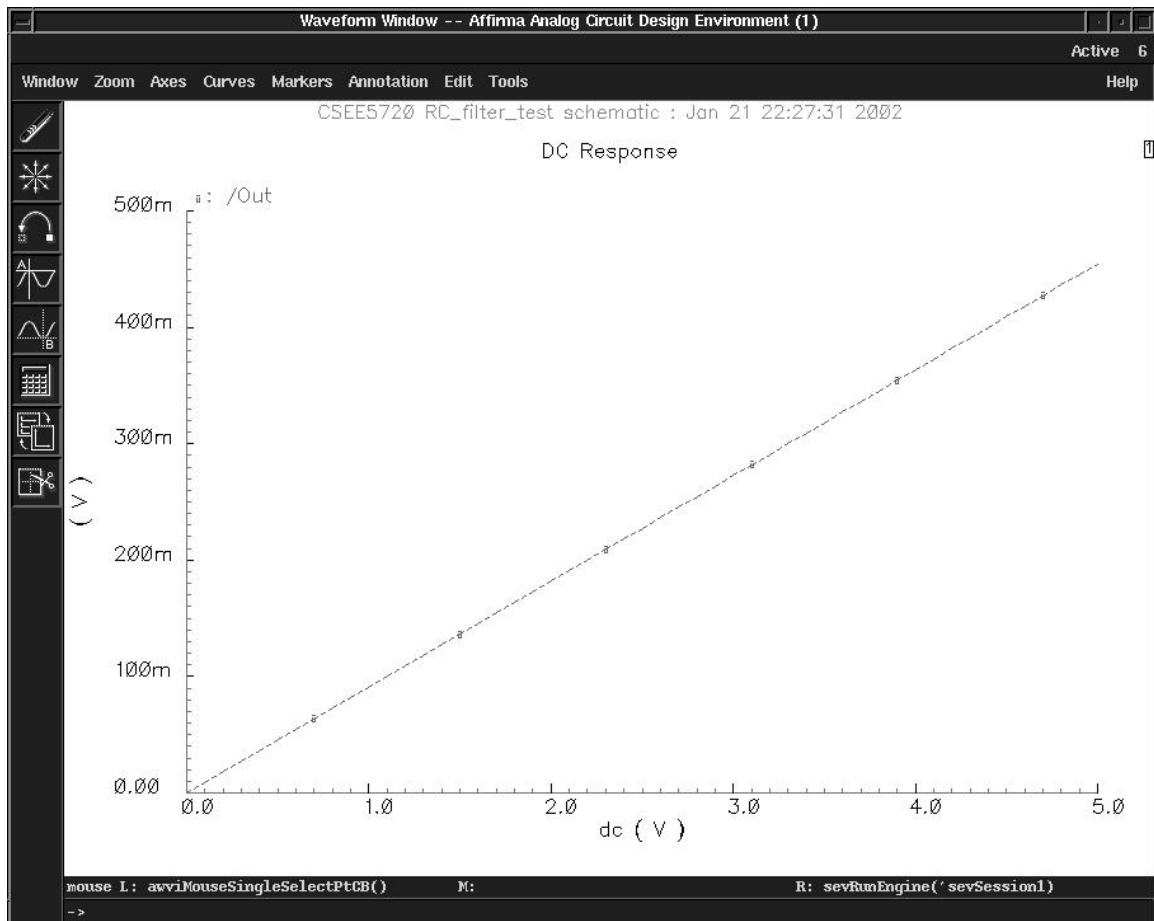 Waveform Window -- Affirma Analog Circuit Design Environment (1)
Active 6
Window Zoom Axes Curves Markers Annotation Edit Tools Help
CSEE5720 RC_filter_test schematic : Jan 21 22:27:31 2002
DC Response
1
: /Out
500m
400m
300m
200m
100m
0.00
(V)
A
B
0.0 1.0 2.0 3.0 4.0 5.0
dc ( V )
mouse L: awviMouseSingleSelectPtCB() M: R: sevRunEngine('sevSession1)
->